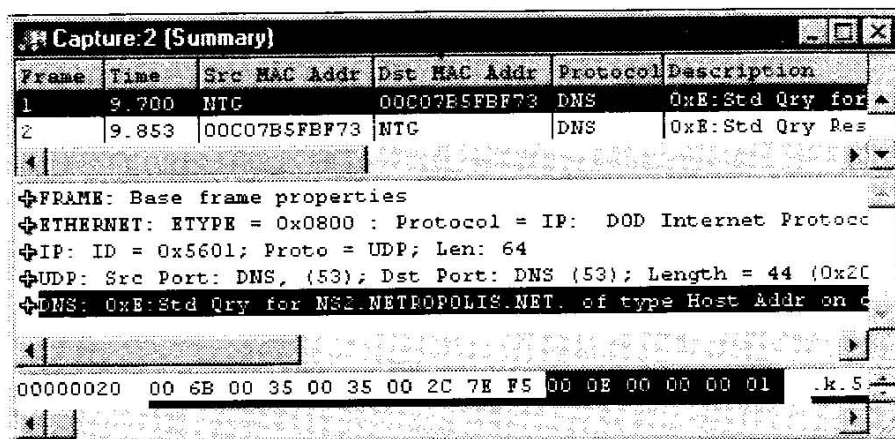 Capture:2 (Summary)
Frame Time Src MAC Addr Dst MAC Addr Protocol Description
1 9.700 NTG 00C07B5FBF73 DNS 0xE:Std Qry for
2 9.853 00C07B5FBF73 NTG DNS 0xE:Std Qry Res
FRAME: Base frame properties
ETHERNET: ETYPE = 0x0800 : Protocol = IP: DOD Internet Protoco
IP: ID = 0x5601; Proto = UDP; Len: 64
UDP: Src Port: DNS, (53); Dst Port: DNS (53); Length = 44 (0x2C
DNS: 0xE:Std Qry for NS2.NETROPOLIS.NET. of type Host Addr on c
00000020 00 6B 00 35 00 35 00 2C 7E F5 00 0E 00 00 00 01 .k.5